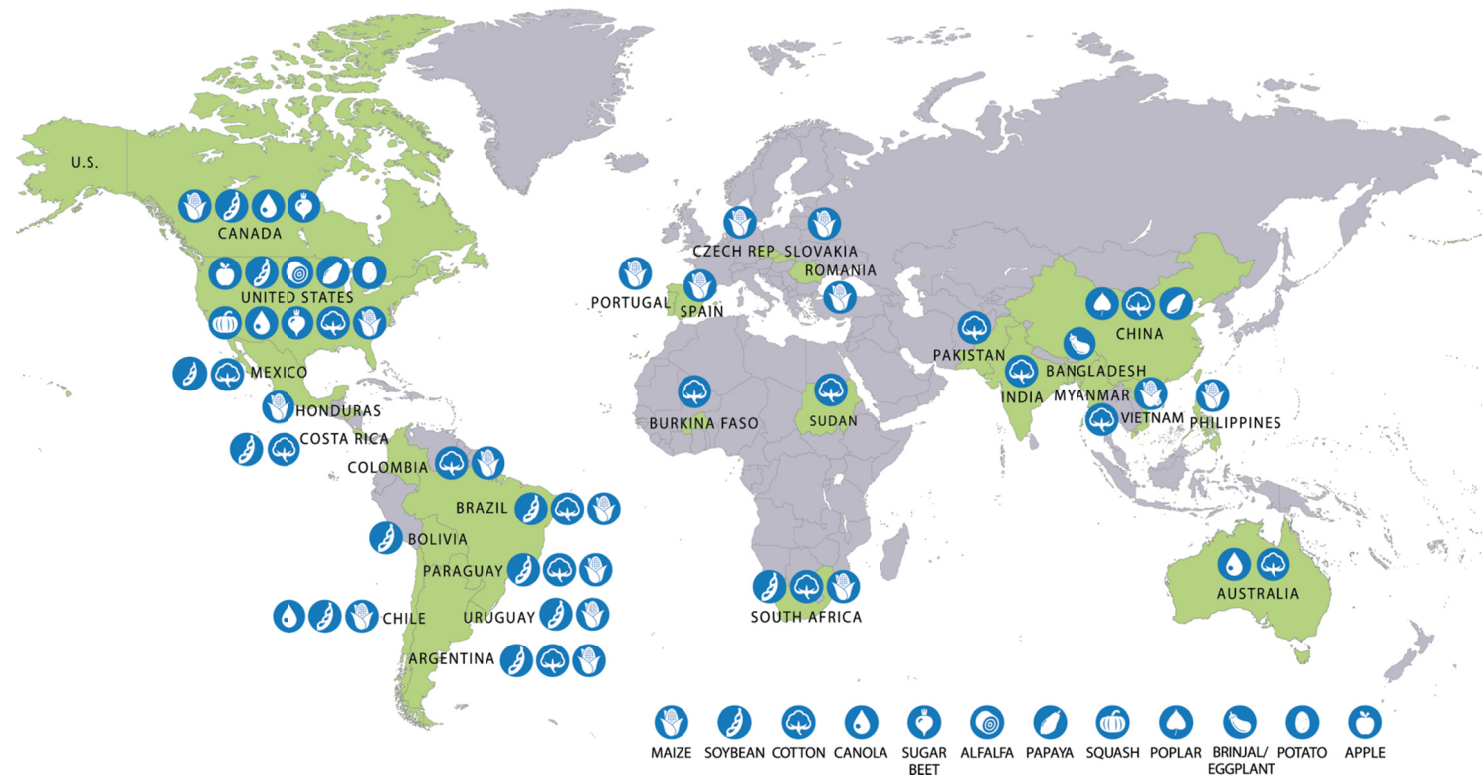 U.S.
CANADA
UNITED STATES
MEXICO
HONDURAS
COSTA RICA
COLOMBIA
BRAZIL
BOLIVIA
PARAGUAY
CHILE
URUGUAY
ARGENTINA
CZECH REP
SLOVAKIA
ROMANIA
PORTUGAL
SPAIN
BURKINA FASO
SUDAN
SOUTH AFRICA
PAKISTAN
CHINA
BANGLADESH
INDIA
MYANMAR
VIETNAM
PHILIPPINES
AUSTRALIA
MAIZE
SOYBEAN
COTTON
CANOLA
SUGAR
BEET
ALFALFA
PAPAYA
SQUASH
POPLAR
BRINJAL/
EGGPLANT
POTATO
APPLE